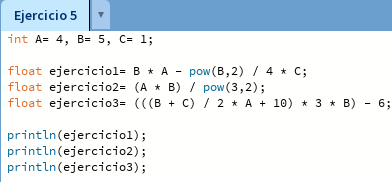 Ejercicio 5
int A= 4, B= 5, C= 1;
float ejercicio1= B * A - pow(B,2) / 4 * C;
float ejercicio2= (A * B) / pow(3,2);
float ejercicio3= (((B + C) / 2 * A + 10) * 3 * B) - 6;
println(ejercicio1);
println(ejercicio2);
println(ejercicio3);